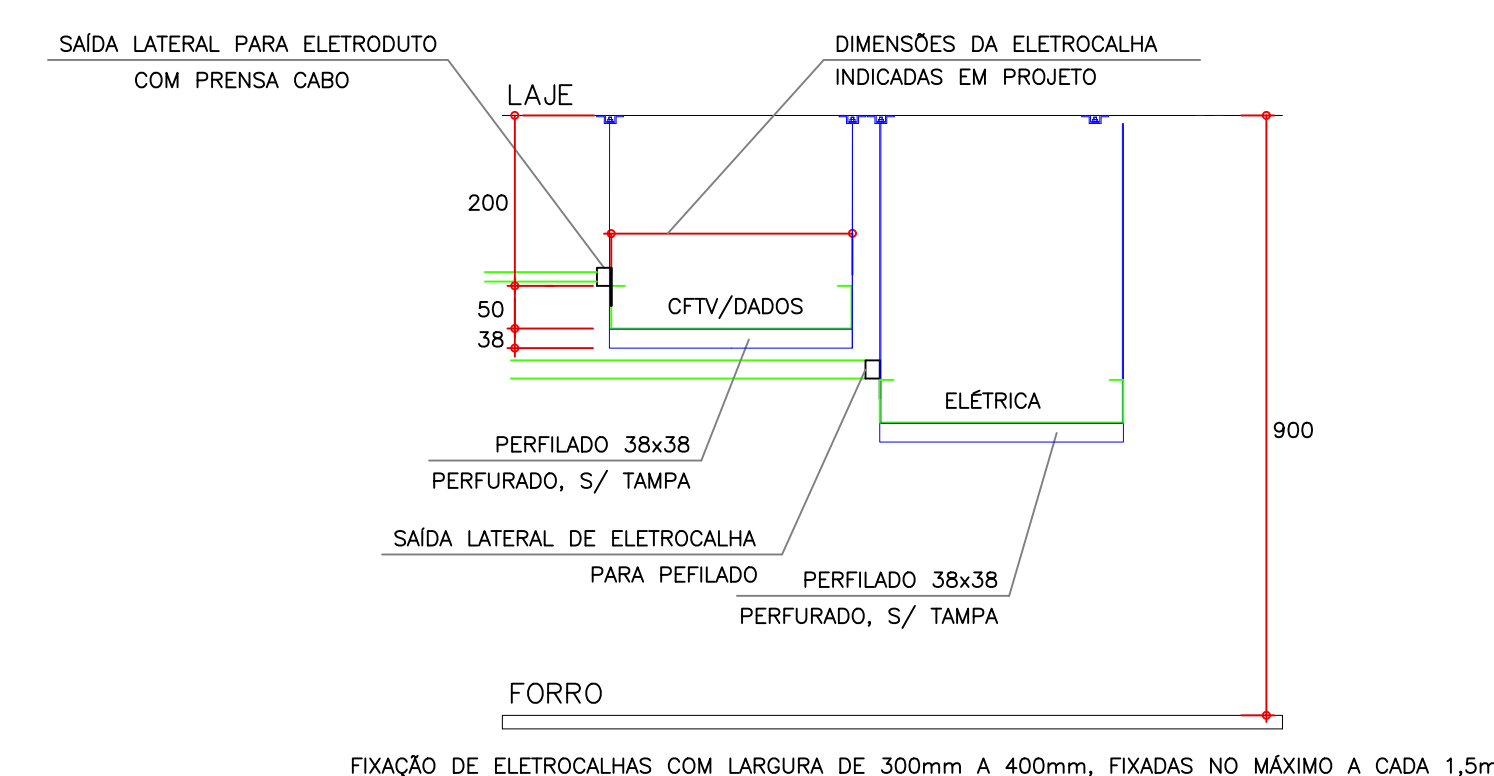 SAÍDA LATERAL PARA ELETRODUTO
COM PRENSA CABO
DIMENSÕES DA ELETROCALHA
INDICADAS EM PROJETO
LAJE
200
50
38
CFTV/DADOS
ELÉTRICA
900
PERFILADO 38x38
PERFURADO, S/ TAMPA
SAÍDA LATERAL DE ELETROCALHA
PARA PEFILADO
PERFILADO 38x38
PERFURADO, S/ TAMPA
FORRO
FIXAÇÃO DE ELETROCALHAS COM LARGURA DE 300mm A 400mm, FIXADAS NO MÁXIMO A CADA 1,5m